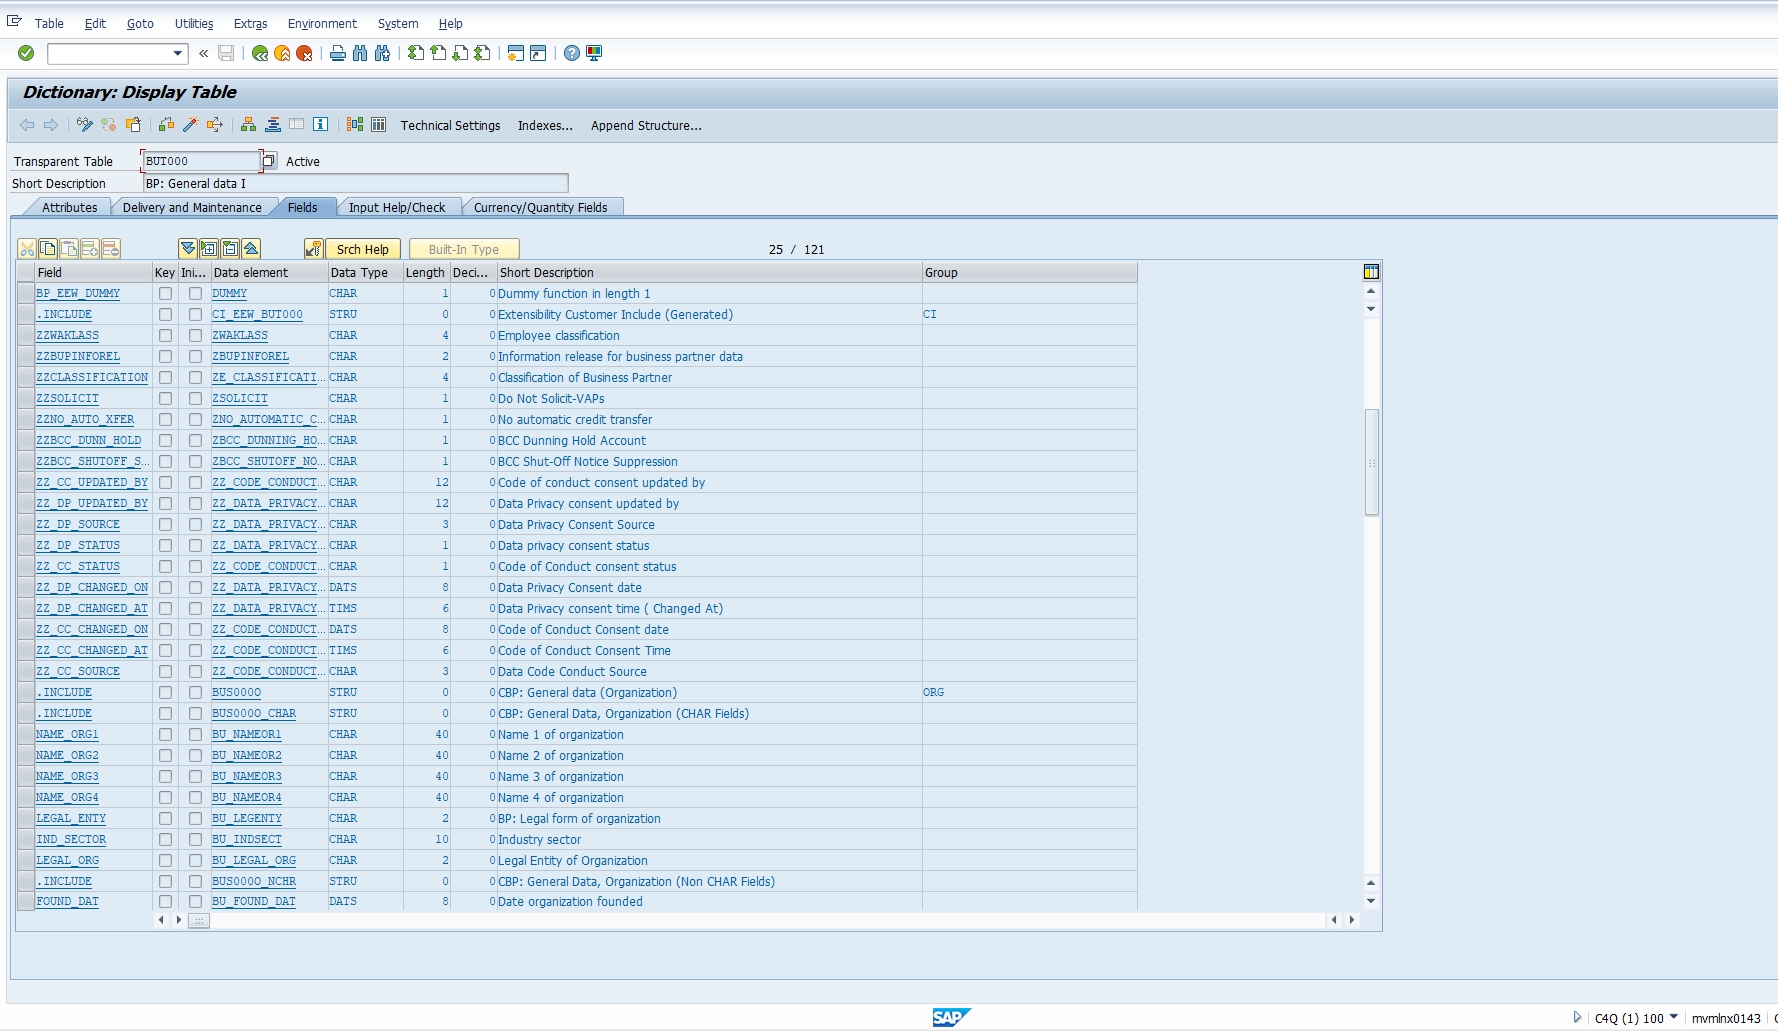 Table Edit Goto Utilities Extras Environment System Help
Dictionary: Display Table
Technical Settings Indexes... Append Structure...
Transparent Table BUT000 Active
Short Description BP: General data I
Attributes Delivery and Maintenance Fields Input Help/Check Currency/Quantity Fields
Srch Help Built-In Type 25 / 121
Field Key Ini... Data element Data Type Length Deci... Short Description Group
BP_EEW_DUMMY DUMMY CHAR 1 0 Dummy function in length 1
.INCLUDE CI_EEW_BUT000 STRU 0 0 Extensibility Customer Include (Generated) CI
ZZWAKLASS ZWAKLASS CHAR 4 0 Employee classification
ZZBUPINFOREL ZBUPINFOREL CHAR 2 0 Information release for business partner data
ZZCLASSIFICATION ZE_CLASSIFICATI... CHAR 4 0 Classification of Business Partner
ZZSOLICIT ZSOLICIT CHAR 1 0 Do Not Solicit-VAPs
ZZNO_AUTO_XFER ZNO_AUTOMATIC_C... CHAR 1 0 No automatic credit transfer
ZZBCC_DUNN_HOLD ZBCC_DUNNING_HO... CHAR 1 0 BCC Dunning Hold Account
ZZBCC_SHUTOFF_S... ZBCC_SHUTOFF_NO... CHAR 1 0 BCC Shut-Off Notice Suppression
ZZ_CC_UPDATED_BY ZZ_CODE_CONDUCT... CHAR 12 0 Code of conduct consent updated by
ZZ_DP_UPDATED_BY ZZ_DATA_PRIVACY... CHAR 12 0 Data Privacy consent updated by
ZZ_DP_SOURCE ZZ_DATA_PRIVACY... CHAR 3 0 Data Privacy Consent Source
ZZ_DP_STATUS ZZ_DATA_PRIVACY... CHAR 1 0 Data privacy consent status
ZZ_CC_STATUS ZZ_CODE_CONDUCT... CHAR 1 0 Code of Conduct consent status
ZZ_DP_CHANGED_ON ZZ_DATA_PRIVACY... DATS 8 0 Data Privacy Consent date
ZZ_DP_CHANGED_AT ZZ_DATA_PRIVACY... TIMS 6 0 Data Privacy consent time ( Changed At)
ZZ_CC_CHANGED_ON ZZ_CODE_CONDUCT... DATS 8 0 Code of Conduct Consent date
ZZ_CC_CHANGED_AT ZZ_CODE_CONDUCT... TIMS 6 0 Code of Conduct Consent Time
ZZ_CC_SOURCE ZZ_CODE_CONDUCT... CHAR 3 0 Data Code Conduct Source
.INCLUDE BUS000O STRU 0 0 CBP: General data (Organization) ORG
.INCLUDE BUS000O_CHAR STRU 0 0 CBP: General Data, Organization (CHAR Fields)
NAME_ORG1 BU_NAMEOR1 CHAR 40 0 Name 1 of organization
NAME_ORG2 BU_NAMEOR2 CHAR 40 0 Name 2 of organization
NAME_ORG3 BU_NAMEOR3 CHAR 40 0 Name 3 of organization
NAME_ORG4 BU_NAMEOR4 CHAR 40 0 Name 4 of organization
LEGAL_ENTY BU_LEGENTY CHAR 2 0 BP: Legal form of organization
IND_SECTOR BU_INDSECT CHAR 10 0 Industry sector
LEGAL_ORG BU_LEGAL_ORG CHAR 2 0 Legal Entity of Organization
.INCLUDE BUS000O_NCHR STRU 0 0 CBP: General Data, Organization (Non CHAR Fields)
FOUND_DAT BU_FOUND_DAT DATS 8 0 Date organization founded
SAP C4Q (1) 100 mvmlnx0143